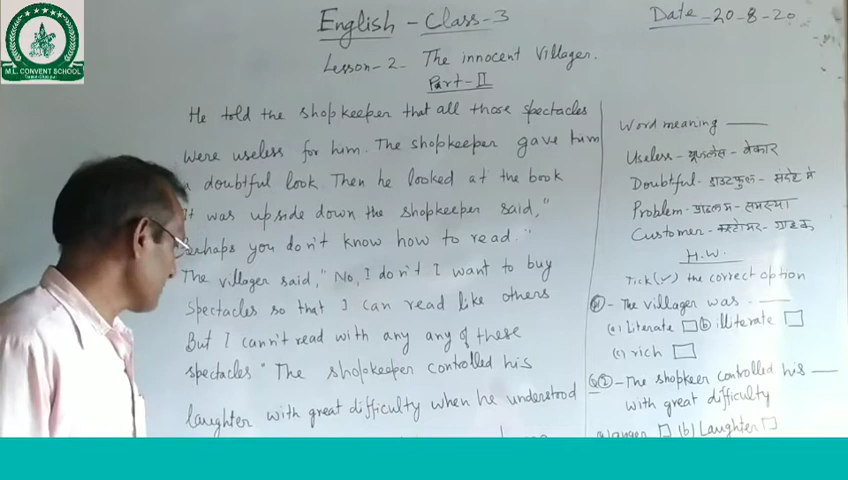 M.L. CONVENT SCHOOL
English - Class-3
Date - 20-8-20
Lesson-2- The innocent Villager.
Part-II
He told the shopkeeper that all those spectacles
were useless for him. The shopkeeper gave him
doubtful look. Then he looked at the book
It was upside down the shopkeeper said,"
Perhaps you don't know how to read."
The villager said," No, I don't I want to buy
spectacles so that I can read like others
But I cann't read with any any of these
spectacles" The shopkeeper controlled his
laughter with great difficulty when he understood
Word meaning
Useless - यूजलेस - बेकार
Doubtful - डाउटफुल - संदेह में
Problem - प्राब्लम - समस्या
Customer - कस्टोमर - ग्राहक
H.W.
Tick (✓) the correct option
- The villager was -
(a) Literate (b) illiterate
(c) rich
Q② - The shopkeer controlled his —
with great difficulty
(b) Laughter